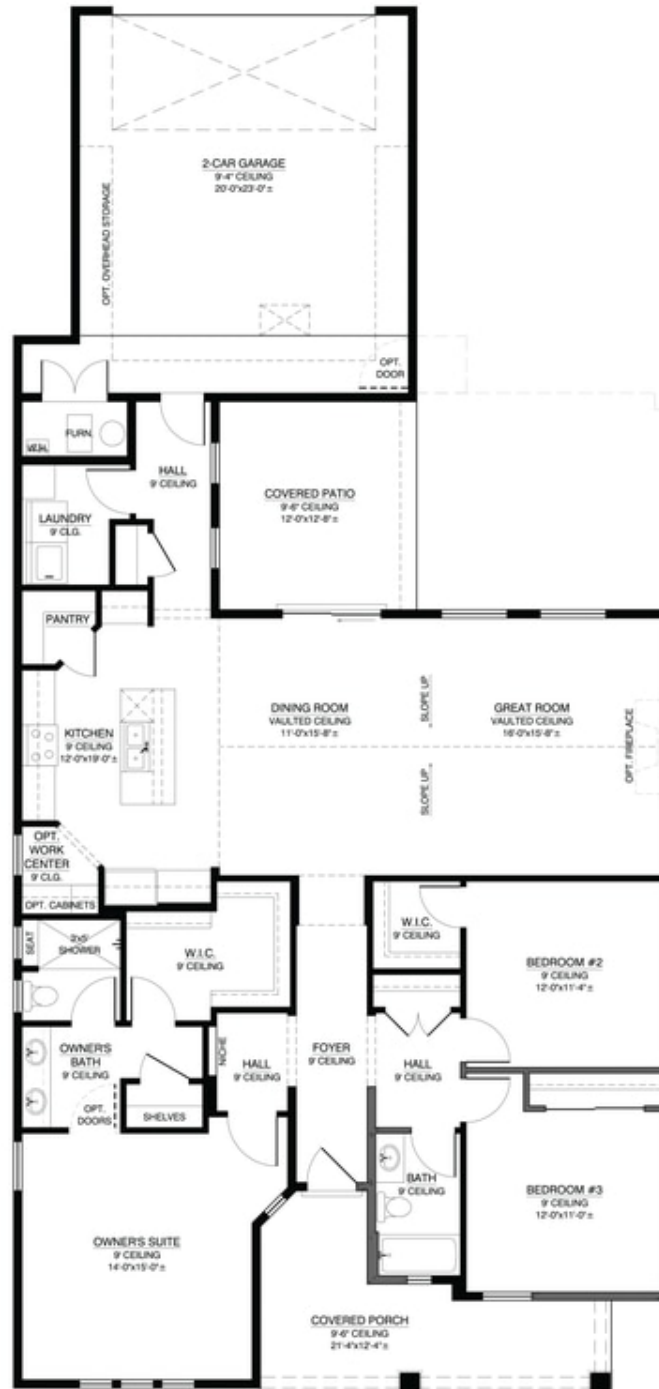 2-CAR GARAGE
9'-4" CEILING
20'-0"x23'-0"±
OPT. OVERHEAD STORAGE
OPT.
DOOR
FURN.
W.H.
HALL
9' CEILING
LAUNDRY
9' CLG.
COVERED PATIO
9'-6" CEILING
12'-0"x12'-8"±
PANTRY
KITCHEN
9' CEILING
12'-0"x19'-0"±
DINING ROOM
VAULTED CEILING
11'-0"x15'-8"±
SLOPE UP
SLOPE UP
GREAT ROOM
VAULTED CEILING
16'-0"x15'-8"±
OPT. FIREPLACE
OPT.
WORK
CENTER
9' CLG.
OPT. CABINETS
SEAT
3'x5'
SHOWER
W.I.C.
9' CEILING
W.I.C.
9' CEILING
BEDROOM #2
9' CEILING
12'-0"x11'-4"±
OWNER'S
BATH
9' CEILING
OPT.
DOORS
SHELVES
NICHE
HALL
9' CEILING
FOYER
9' CEILING
HALL
9' CEILING
BATH
9' CEILING
BEDROOM #3
9' CEILING
12'-0"x11'-0"±
OWNER'S SUITE
9' CEILING
14'-0"x15'-0"±
COVERED PORCH
9'-6" CEILING
21'-4"x12'-4"±